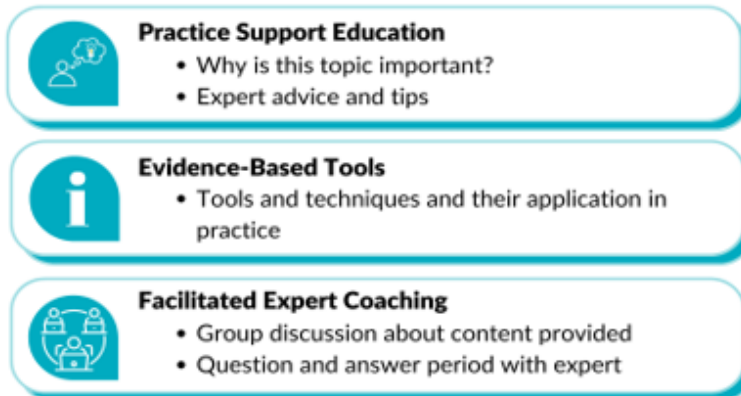 Practice Support Education
• Why is this topic important?
• Expert advice and tips
Evidence-Based Tools
• Tools and techniques and their application in
practice
Facilitated Expert Coaching
• Group discussion about content provided
• Question and answer period with expert